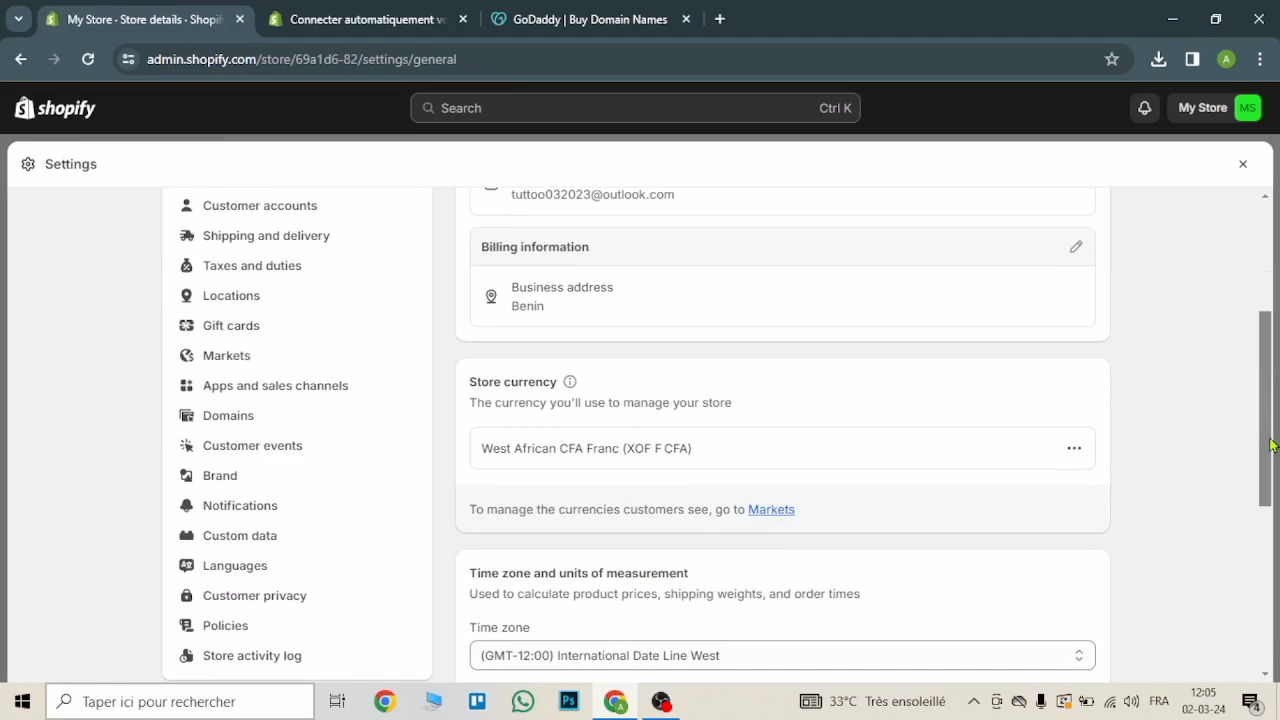 My Store · Store details · Shopif
Connecter automatiquement vo
GoDaddy | Buy Domain Names
admin.shopify.com/store/69a1d6-82/settings/general
A
shopify
Search
Ctrl K
My Store
MS
Settings
Customer accounts
Shipping and delivery
Taxes and duties
Locations
Gift cards
Markets
Apps and sales channels
Domains
Customer events
Brand
Notifications
Custom data
Languages
Customer privacy
Policies
Store activity log
tuttoo032023@outlook.com
Billing information
Business address
Benin
Store currency
The currency you'll use to manage your store
West African CFA Franc (XOF F CFA)
To manage the currencies customers see, go to Markets
Time zone and units of measurement
Used to calculate product prices, shipping weights, and order times
Time zone
(GMT-12:00) International Date Line West
Taper ici pour rechercher
Ps
33°C Très ensoleillé
FRA
12:05
02-03-24
4